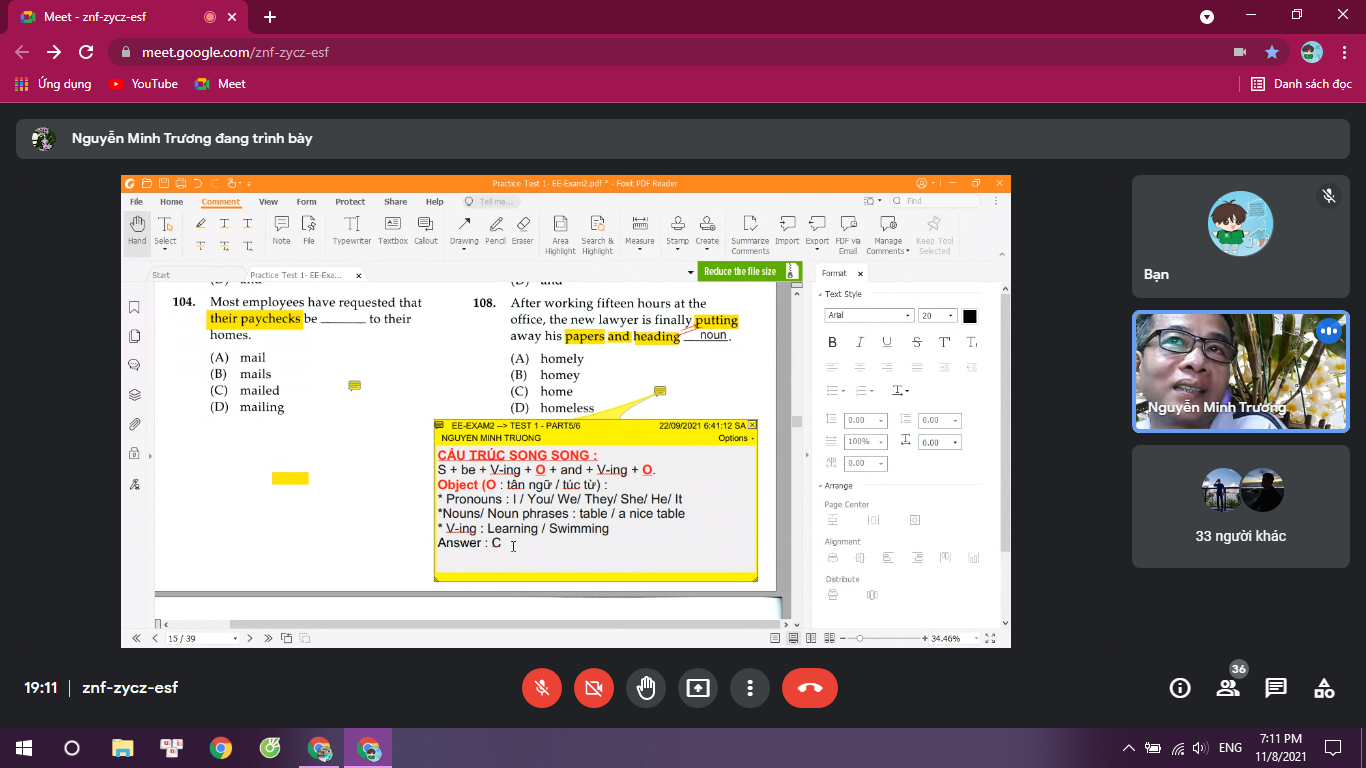 Meet - znf-zycz-esf
meet.google.com/znf-zycz-esf
Ứng dụng YouTube Meet Danh sách đọc
Nguyễn Minh Trương đang trình bày
Practice Test 1- EE-Exam2.pdf * - Foxit PDF Reader
File Home Comment View Form Protect Share Help Tell me... Find
Hand Select Note File Typewriter Textbox Callout Drawing Pencil Eraser Area Highlight Search & Highlight Measure Stamp Create Summarize Comments Import Export FDF via Email Manage Comments Keep Tool Selected
Start Practice Test 1- EE-Exa... Reduce the file size Format
104. Most employees have requested that
their paychecks be ______ to their
homes.
(A) mail
(B) mails
(C) mailed
(D) mailing
108. After working fifteen hours at the
office, the new lawyer is finally putting
away his papers and heading noun.
(A) homely
(B) homey
(C) home
(D) homeless
EE-EXAM2 --> TEST 1 - PART5/6 22/09/2021 6:41:12 SA
NGUYEN MINH TRUONG Options
CẤU TRÚC SONG SONG :
S + be + V-ing + O + and + V-ing + O.
Object (O : tân ngữ / túc từ) :
* Pronouns : I / You/ We/ They/ She/ He/ It
*Nouns/ Noun phrases : table / a nice table
* V-ing : Learning / Swimming
Answer : C
Text Style
Arial 20
B I U S T T
0.00 0.00
100% 0.00
0.00
Arrange
Page Center
Alignment
Distribute
15 / 39 34.46%
Bạn
Nguyễn Minh Trương
33 người khác
19:11 | znf-zycz-esf
36
ENG
7:11 PM
11/8/2021